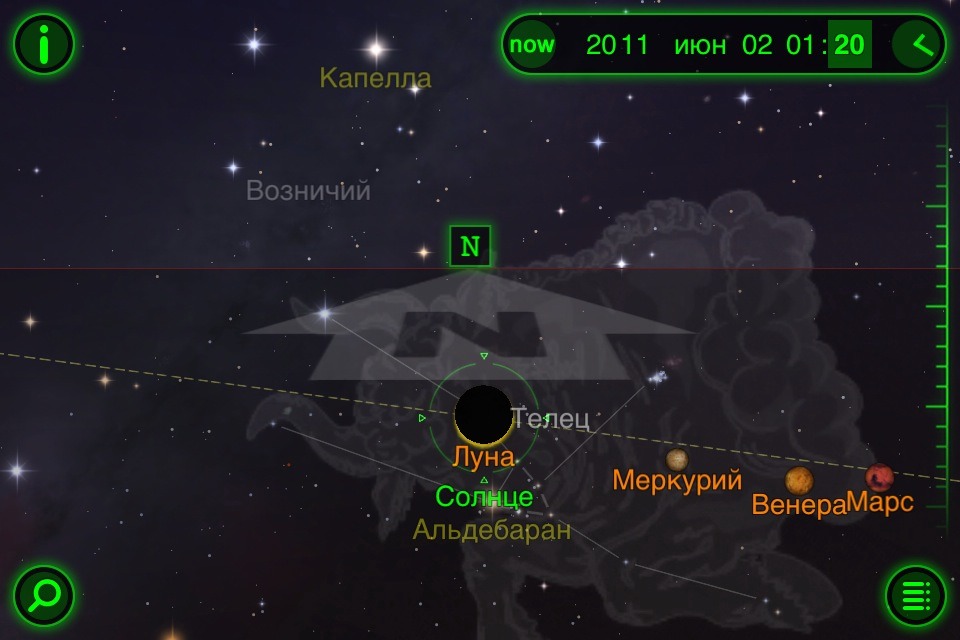 now 2011 июн 02 01:20
Капелла
Возничий
N
N
Телец
Луна
Меркурий
Солнце
Венера
Марс
Альдебаран